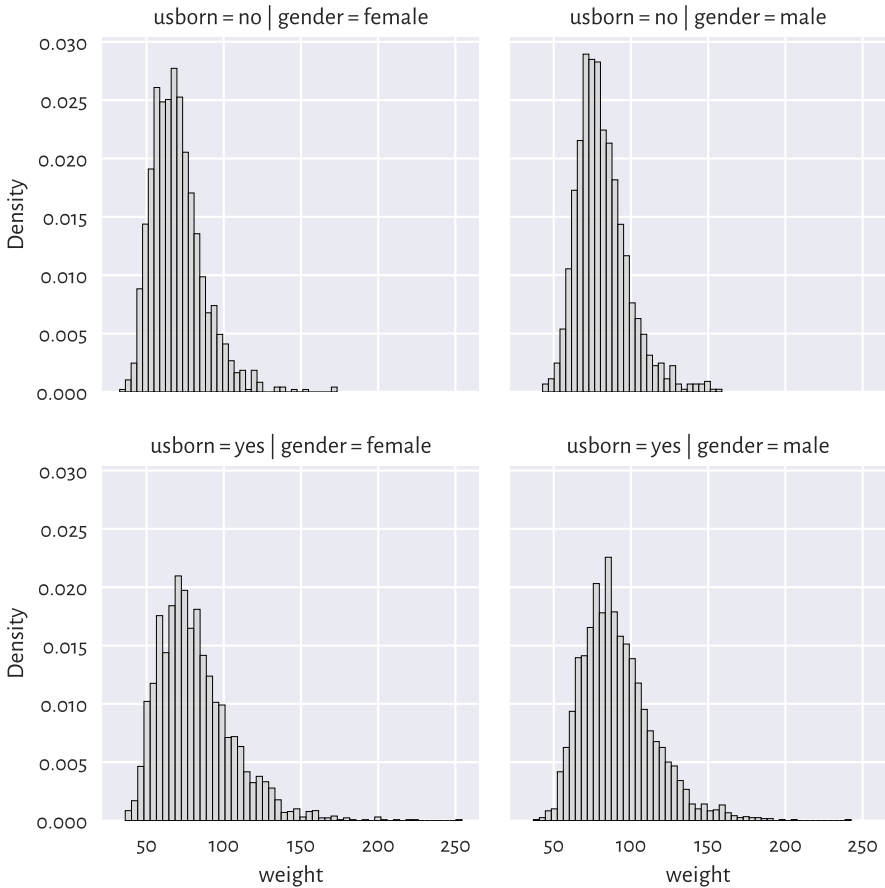 usborn = no | gender = female
usborn = no | gender = male
0.030
0.025
0.020
0.015
0.010
0.005
0.000
Density
usborn = yes | gender = female
usborn = yes | gender = male
0.030
0.025
0.020
0.015
0.010
0.005
0.000
Density
50 100 150 200 250
50 100 150 200 250
weight
weight